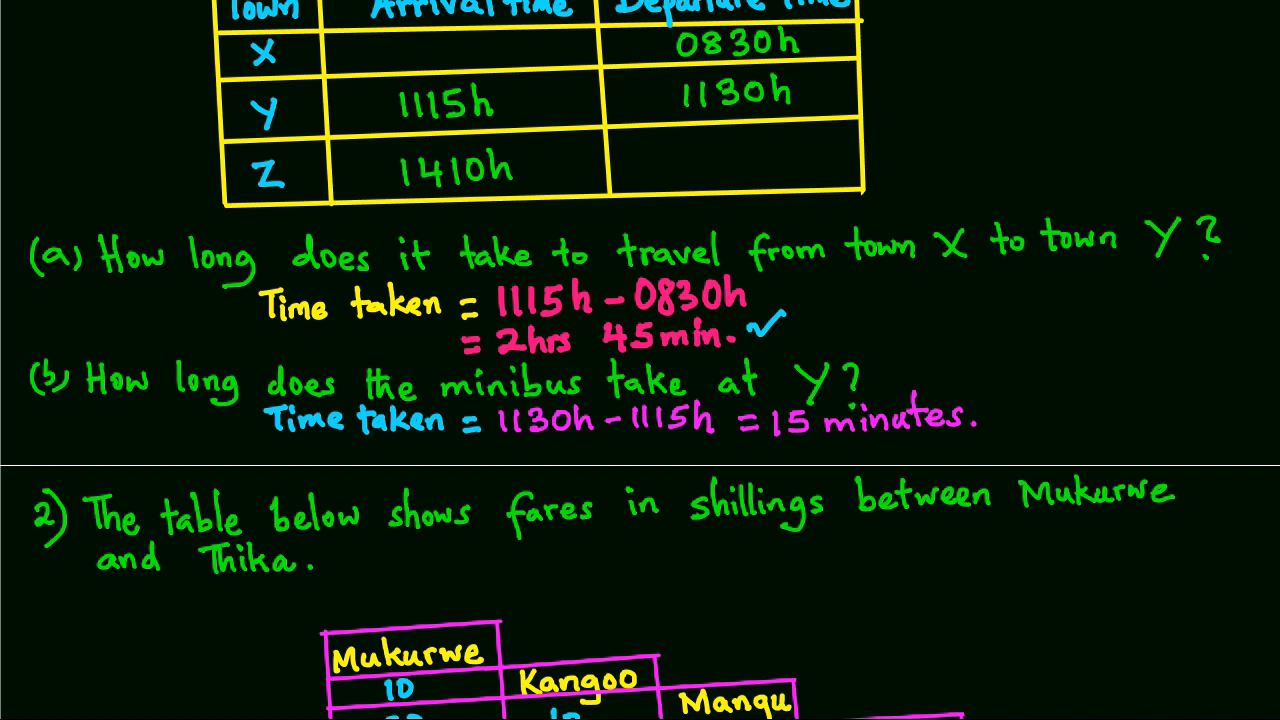 Town Arrival time Departure Time
X 0830h
Y 1115h 1130h
Z 1410h
(a) How long does it take to travel from town X to town Y?
Time taken = 1115h - 0830h
= 2hrs 45min. ✓
(b) How long does the minibus take at Y?
Time taken = 1130h - 1115h = 15 minutes.
2) The table below shows fares in shillings between Mukurwe
and Thika.
Mukurwe
10 Kangoo
Mangu